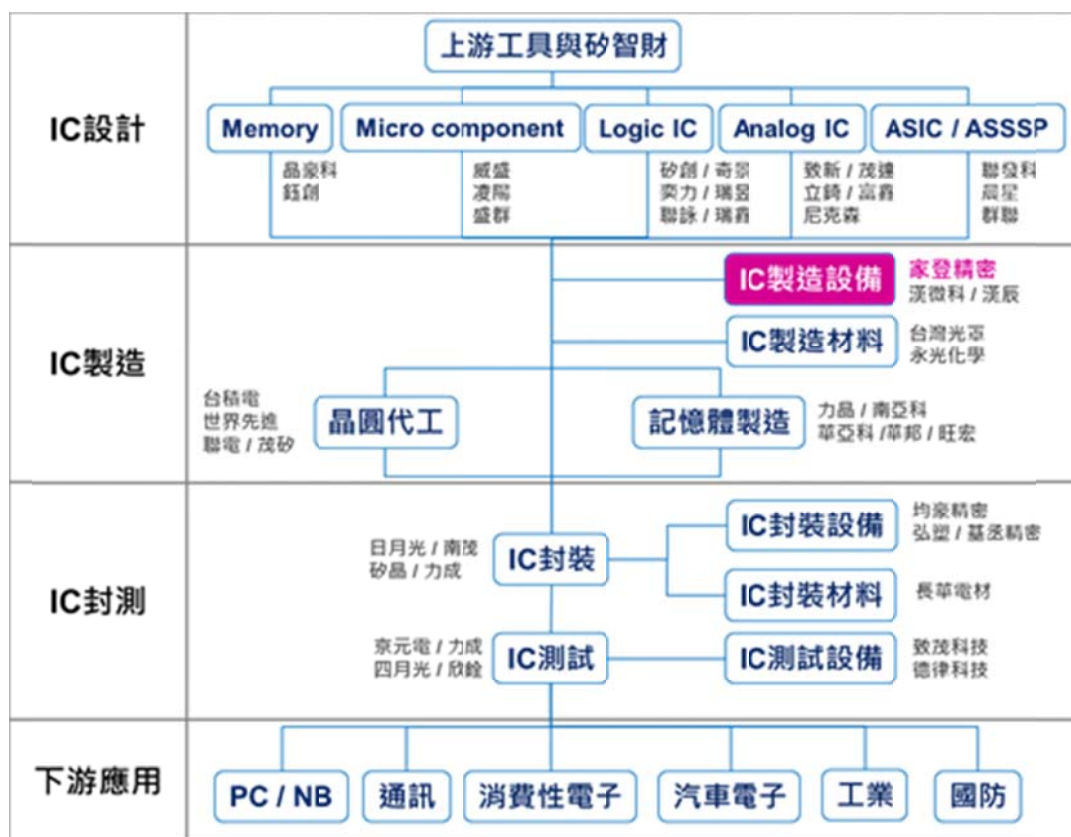 上游工具與矽智財
IC設計
Memory
Micro component
Logic IC
Analog IC
ASIC / ASSSP
晶豪科
鈺創
威盛
凌陽
盛群
矽創 / 奇景
奕力 / 瑞昱
聯詠 / 瑞鼎
致新 / 茂達
立錡 / 富鼎
尼克森
聯發科
晨星
群聯
IC製造
IC製造設備
家登精密
漢微科 / 漢辰
IC製造材料
台灣光罩
永光化學
台積電
世界先進
聯電 / 茂矽
晶圓代工
記憶體製造
力晶 / 南亞科
華亞科 /華邦 / 旺宏
IC封測
日月光 / 南茂
矽品 / 力成
IC封裝
IC封裝設備
均豪精密
弘塑 / 基丞精密
IC封裝材料
長華電材
京元電 / 力成
四月光 / 欣銓
IC測試
IC測試設備
致茂科技
德律科技
下游應用
PC / NB
通訊
消費性電子
汽車電子
工業
國防